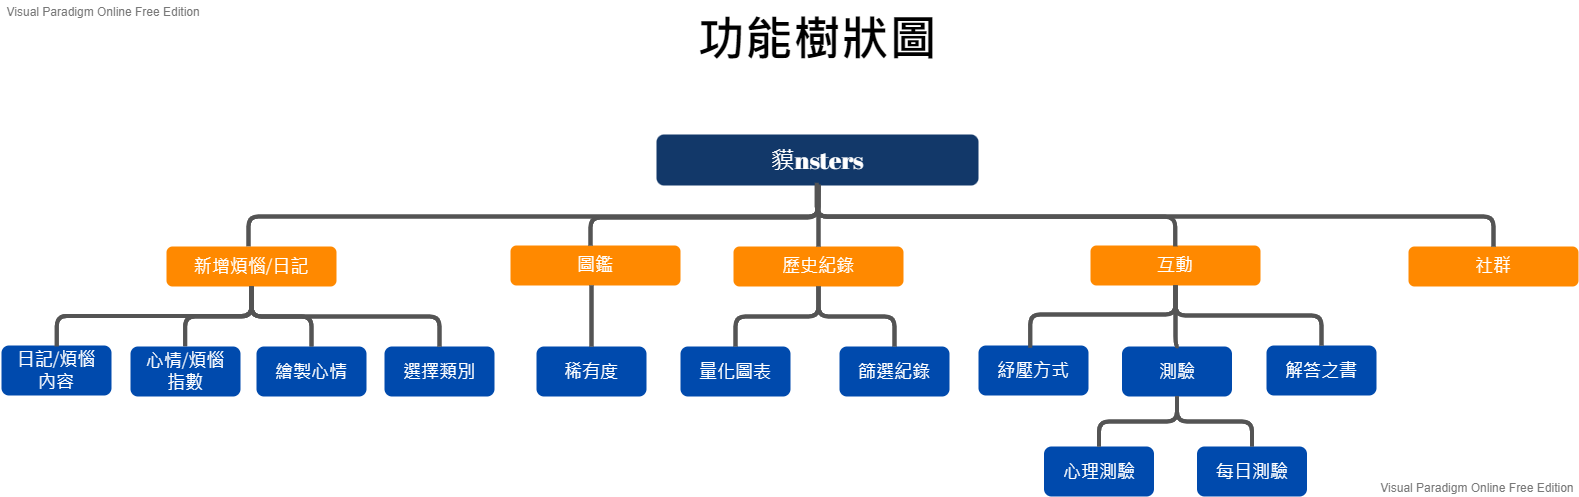 Visual Paradigm Online Free Edition
功能樹狀圖
貘nsters
新增煩惱/日記
圖鑑
歷史紀錄
互動
社群
日記/煩惱
內容
心情/煩惱
指數
繪製心情
選擇類別
稀有度
量化圖表
篩選紀錄
紓壓方式
測驗
解答之書
心理測驗
每日測驗
Visual Paradigm Online Free Edition